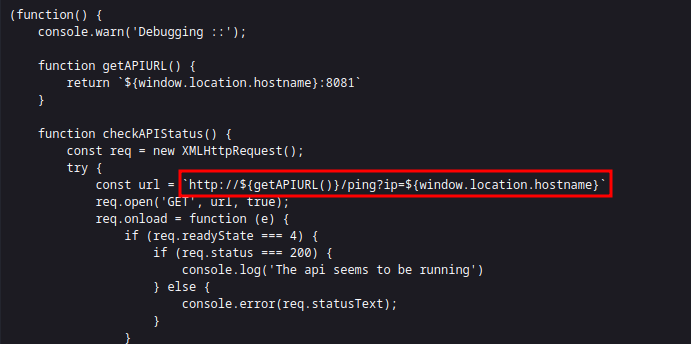 (function() {
    console.warn('Debugging ::');

    function getAPIURL() {
        return `${window.location.hostname}:8081`
    }

    function checkAPIStatus() {
        const req = new XMLHttpRequest();
        try {
            const url = `http://${getAPIURL()}/ping?ip=${window.location.hostname}`
            req.open('GET', url, true);
            req.onload = function (e) {
                if (req.readyState === 4) {
                    if (req.status === 200) {
                        console.log('The api seems to be running')
                    } else {
                        console.error(req.statusText);
                    }
                }